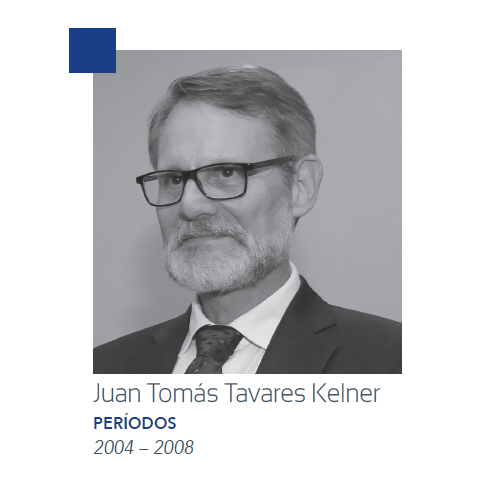 Juan Tomás Tavares Kelner
PERÍODOS
2004 – 2008